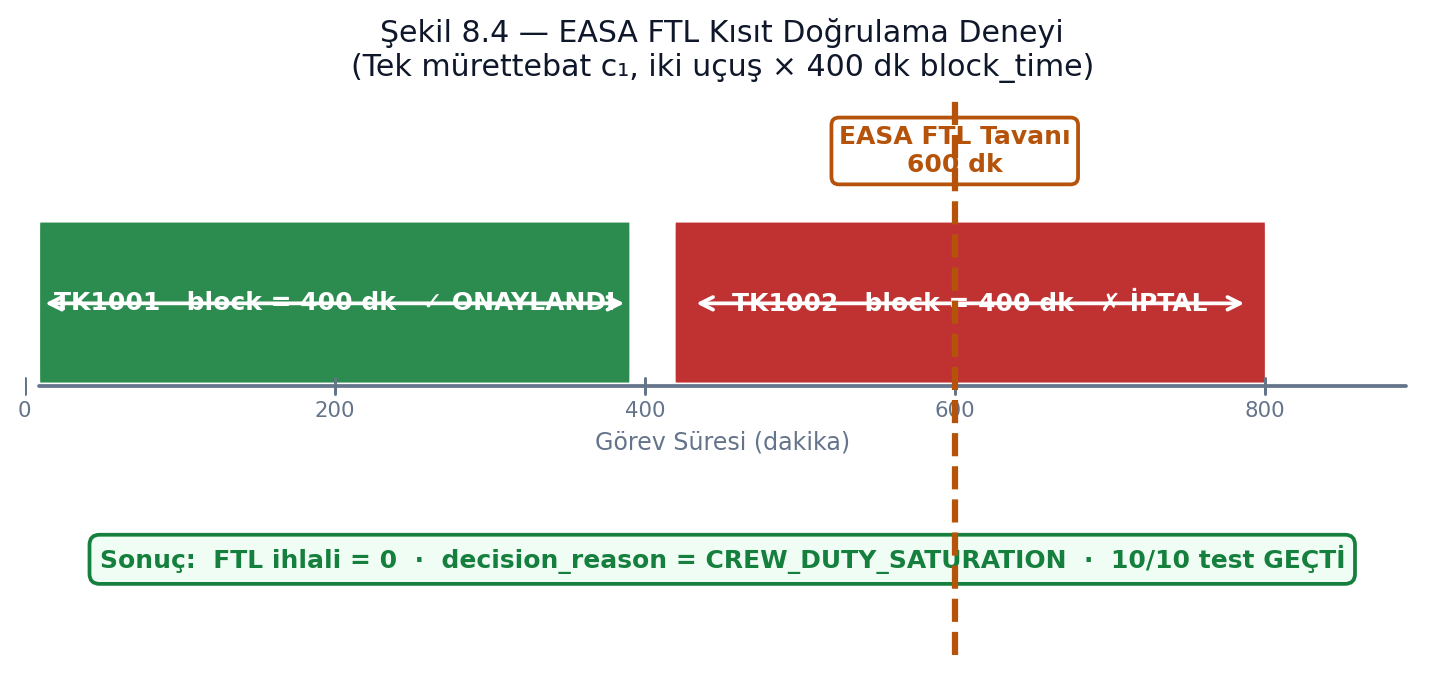 Şekil 8.4 — EASA FTL Kısıt Doğrulama Deneyi
(Tek mürettebat c₁, iki uçuş × 400 dk block_time)
EASA FTL Tavanı
600 dk
TK1001 block = 400 dk ✓ ONAYLANDI
TK1002 block = 400 dk ✗ İPTAL
0 200 400 600 800
Görev Süresi (dakika)
Sonuç: FTL ihlali = 0 · decision_reason = CREW_DUTY_SATURATION · 10/10 test GEÇTİ